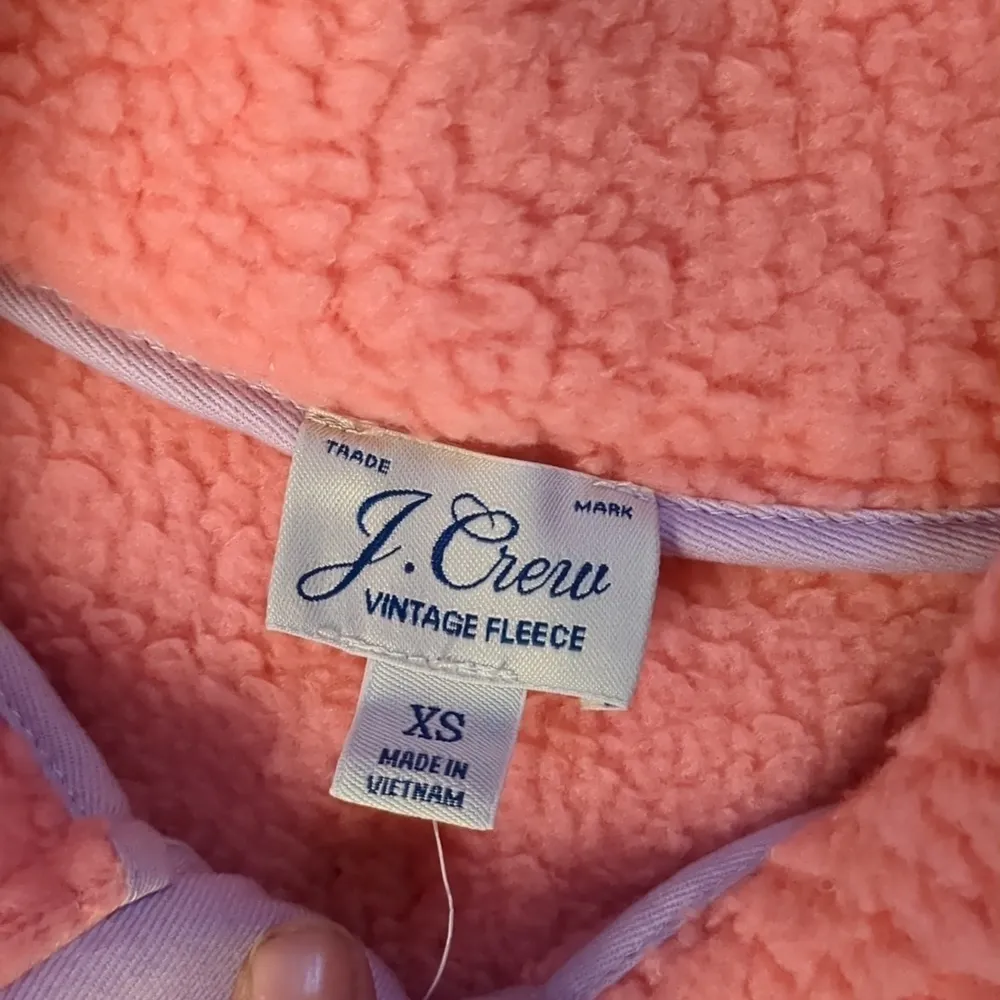 TRADE MARK
J.Crew
VINTAGE FLEECE
XS
MADE IN
VIETNAM